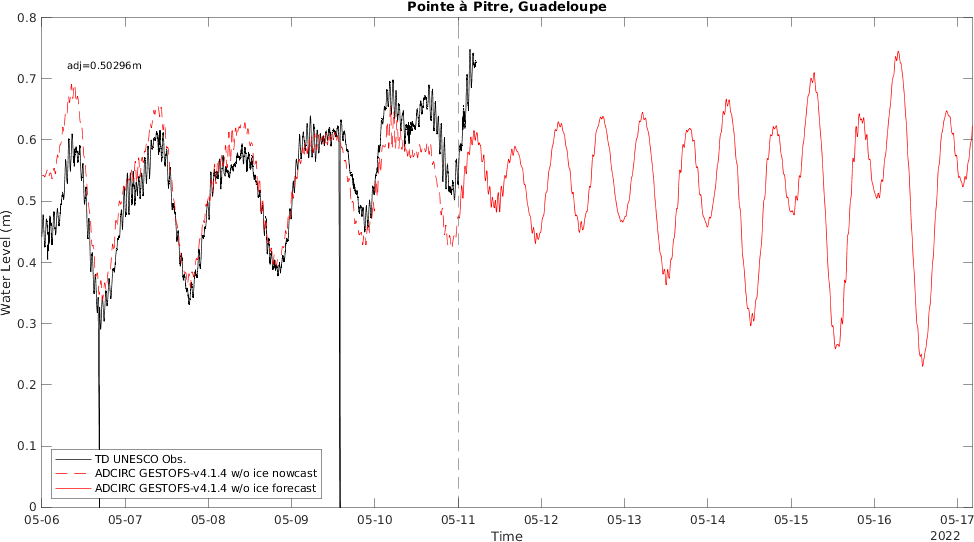 Pointe à Pitre, Guadeloupe
0.8
adj=0.50296m
0.7
0.6
0.5
0.4
0.3
0.2
0.1
0
Water Level (m)
TD UNESCO Obs.
ADCIRC GESTOFS-v4.1.4 w/o ice nowcast
ADCIRC GESTOFS-v4.1.4 w/o ice forecast
05-06 05-07 05-08 05-09 05-10 05-11 05-12 05-13 05-14 05-15 05-16 05-17
Time
2022